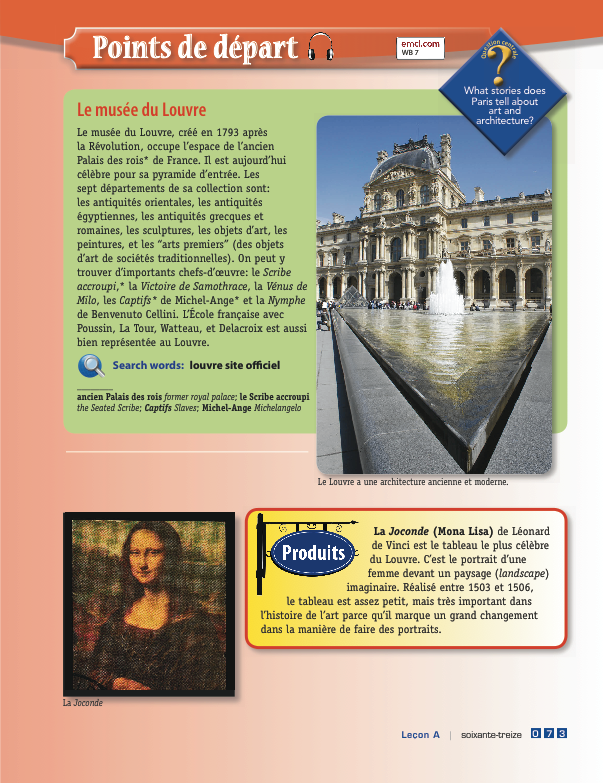 Points de départ
emcl.com
WB 7
Question centrale
?
What stories does
Paris tell about
art and
architecture?
Le musée du Louvre
Le musée du Louvre, créé en 1793 après
la Révolution, occupe l'espace de l'ancien
Palais des rois* de France. Il est aujourd'hui
célèbre pour sa pyramide d'entrée. Les
sept départements de sa collection sont:
les antiquités orientales, les antiquités
égyptiennes, les antiquités grecques et
romaines, les sculptures, les objets d'art, les
peintures, et les "arts premiers" (des objets
d'art de sociétés traditionnelles). On peut y
trouver d'importants chefs-d'œuvre: le Scribe
accroupi,* la Victoire de Samothrace, la Vénus de
Milo, les Captifs* de Michel-Ange* et la Nymphe
de Benvenuto Cellini. L'École française avec
Poussin, La Tour, Watteau, et Delacroix est aussi
bien représentée au Louvre.
Search words: louvre site officiel
ancien Palais des rois former royal palace; le Scribe accroupi
the Seated Scribe; Captifs Slaves; Michel-Ange Michelangelo
Le Louvre a une architecture ancienne et moderne.
Produits
La Joconde (Mona Lisa) de Léonard
de Vinci est le tableau le plus célèbre
du Louvre. C'est le portrait d'une
femme devant un paysage (landscape)
imaginaire. Réalisé entre 1503 et 1506,
le tableau est assez petit, mais très important dans
l'histoire de l'art parce qu'il marque un grand changement
dans la manière de faire des portraits.
La Joconde
Leçon A | soixante-treize 073